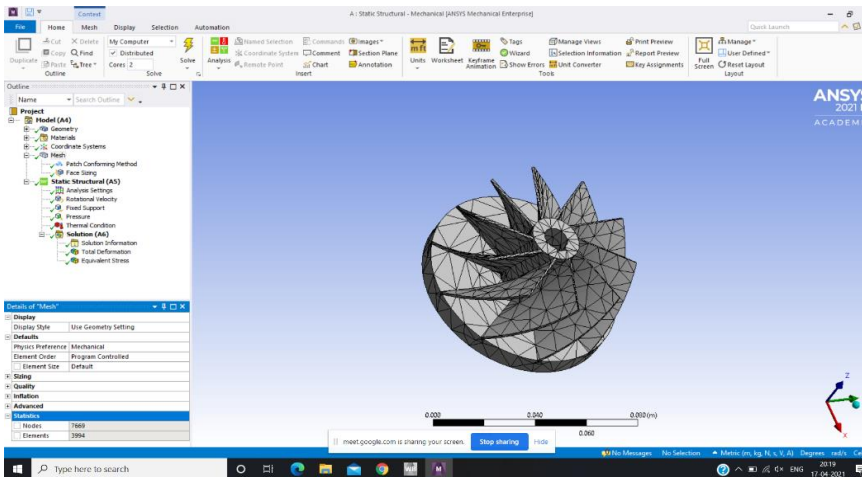 Context
A : Static Structural - Mechanical [ANSYS Mechanical Enterprise]
File Home Mesh Display Selection Automation
Quick Launch
Duplicate
Cut
Copy
Paste
Delete
Find
Tree
Outline
My Computer
Distributed
Cores 2
Solve
Solve
Analysis
Named Selection
Coordinate System
Remote Point
Commands
Comment
Chart
Images
Section Plane
Annotation
Insert
Units
Worksheet
Keyframe
Animation
Tags
Wizard
Show Errors
Manage Views
Selection Information
Unit Converter
Print Preview
Report Preview
Key Assignments
Tools
Full
Screen
Manage
User Defined
Reset Layout
Layout
Outline
Name Search Outline
Project
Model (A4)
Geometry
Materials
Coordinate Systems
Mesh
Patch Conforming Method
Face Sizing
Static Structural (A5)
Analysis Settings
Rotational Velocity
Fixed Support
Pressure
Thermal Condition
Solution (A6)
Solution Information
Total Deformation
Equivalent Stress
Details of "Mesh"
Display
Display Style Use Geometry Setting
Defaults
Physics Preference Mechanical
Element Order Program Controlled
Element Size Default
Sizing
Quality
Inflation
Advanced
Statistics
Nodes 7669
Elements 3994
ANSYS
2021
ACADEM
0.000 0.040 0.080 (m)
0.060
Z
X
meet.google.com is sharing your screen. Stop sharing Hide
No Messages No Selection Metric (m, kg, N, s, V, A) Degrees rad/s Ce
Type here to search
ENG
20:19
17-04-2021